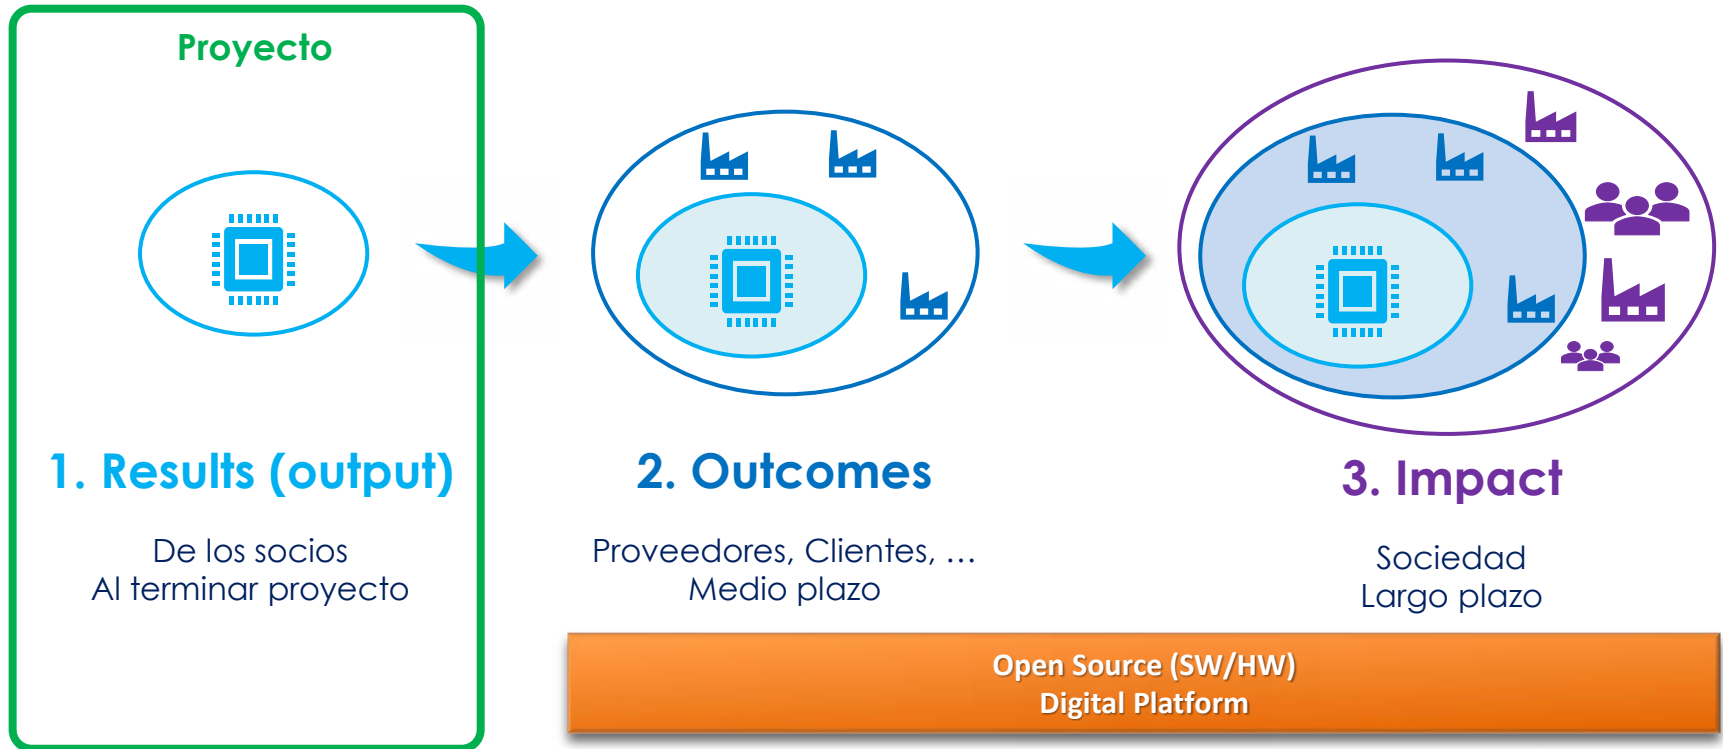 Proyecto
1. Results (output)
De los socios
Al terminar proyecto
2. Outcomes
Proveedores, Clientes, ...
Medio plazo
3. Impact
Sociedad
Largo plazo
Open Source (SW/HW)
Digital Platform